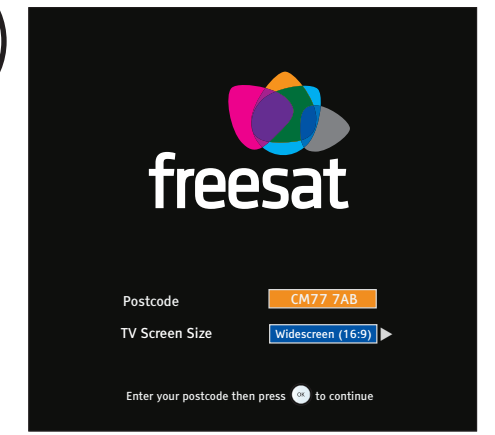 freesat
Postcode CM77 7AB
TV Screen Size Widescreen (16:9)
Enter your postcode then press OK to continue